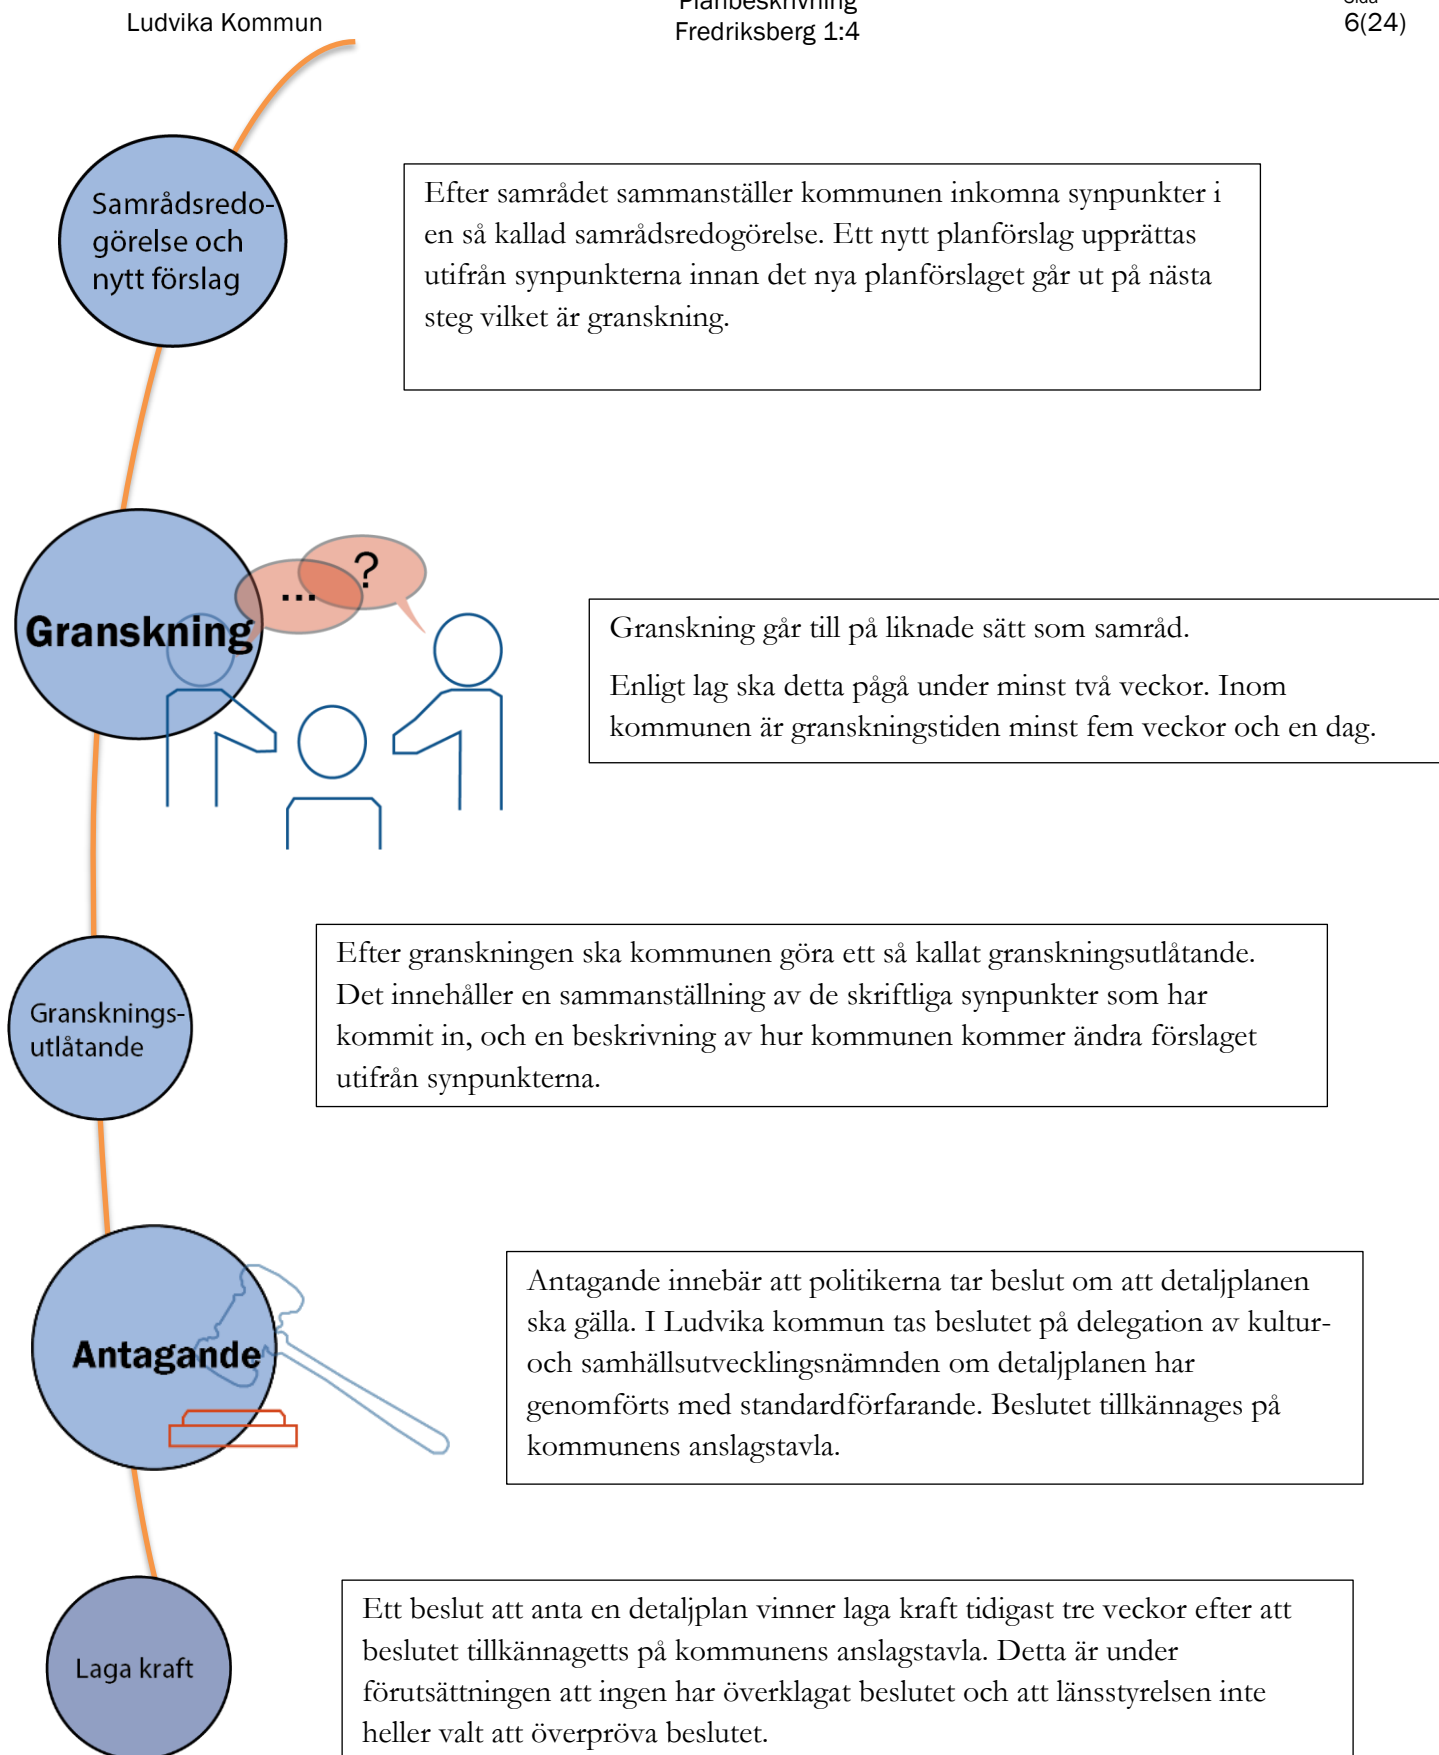 Ludvika Kommun
Planbeskrivning
Fredriksberg 1:4
Sida
6(24)
Samrådsredo-
görelse och
nytt förslag
Efter samrådet sammanställer kommunen inkomna synpunkter i
en så kallad samrådsredogörelse. Ett nytt planförslag upprättas
utifrån synpunkterna innan det nya planförslaget går ut på nästa
steg vilket är granskning.
Granskning
...
?
Granskning går till på liknade sätt som samråd.
Enligt lag ska detta pågå under minst två veckor. Inom
kommunen är granskningstiden minst fem veckor och en dag.
Gransknings-
utlåtande
Efter granskningen ska kommunen göra ett så kallat granskningsutlåtande.
Det innehåller en sammanställning av de skriftliga synpunkter som har
kommit in, och en beskrivning av hur kommunen kommer ändra förslaget
utifrån synpunkterna.
Antagande
Antagande innebär att politikerna tar beslut om att detaljplanen
ska gälla. I Ludvika kommun tas beslutet på delegation av kultur-
och samhällsutvecklingsnämnden om detaljplanen har
genomförts med standardförfarande. Beslutet tillkännages på
kommunens anslagstavla.
Laga kraft
Ett beslut att anta en detaljplan vinner laga kraft tidigast tre veckor efter att
beslutet tillkännagetts på kommunens anslagstavla. Detta är under
förutsättningen att ingen har överklagat beslutet och att länsstyrelsen inte
heller valt att överpröva beslutet.